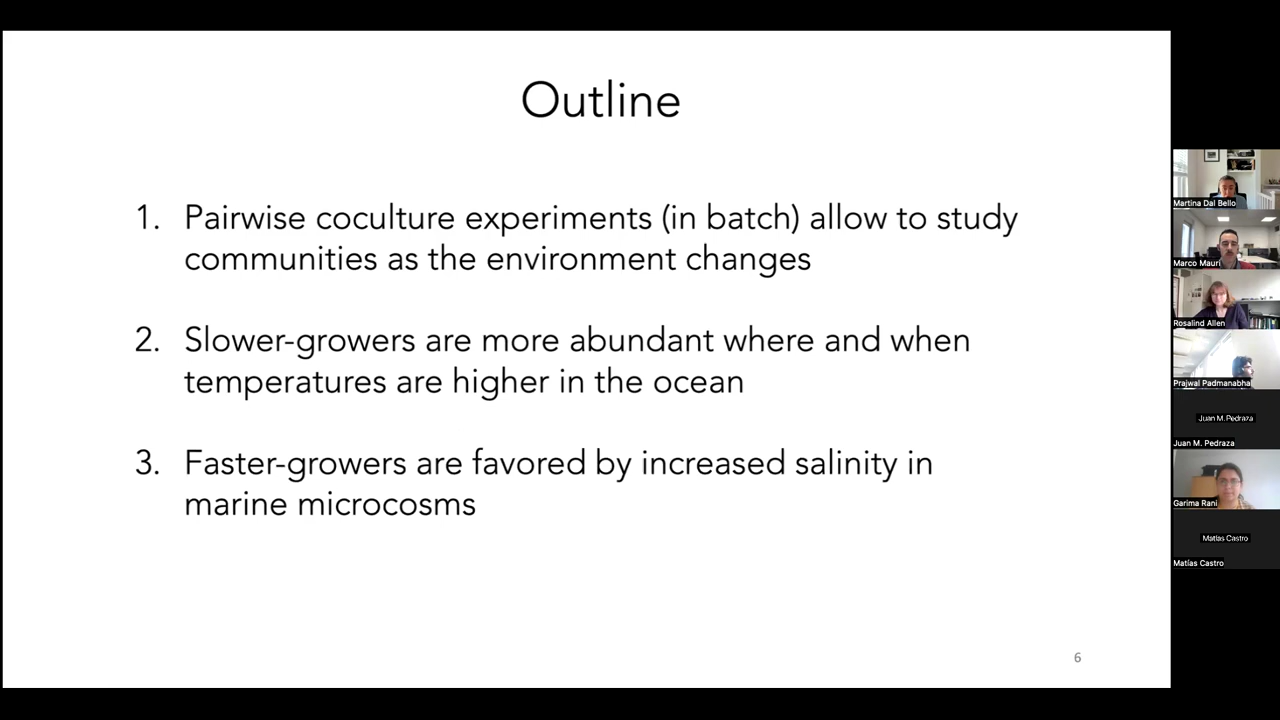 Outline
1. Pairwise coculture experiments (in batch) allow to study
communities as the environment changes
2. Slower-growers are more abundant where and when
temperatures are higher in the ocean
3. Faster-growers are favored by increased salinity in
marine microcosms
6
Martina Dal Bello
Marco Mauri
Rosalind Allen
Prajwal Padmanabha
Juan M. Pedraza
Juan M. Pedraza
Garima Rani
Matías Castro
Matías Castro